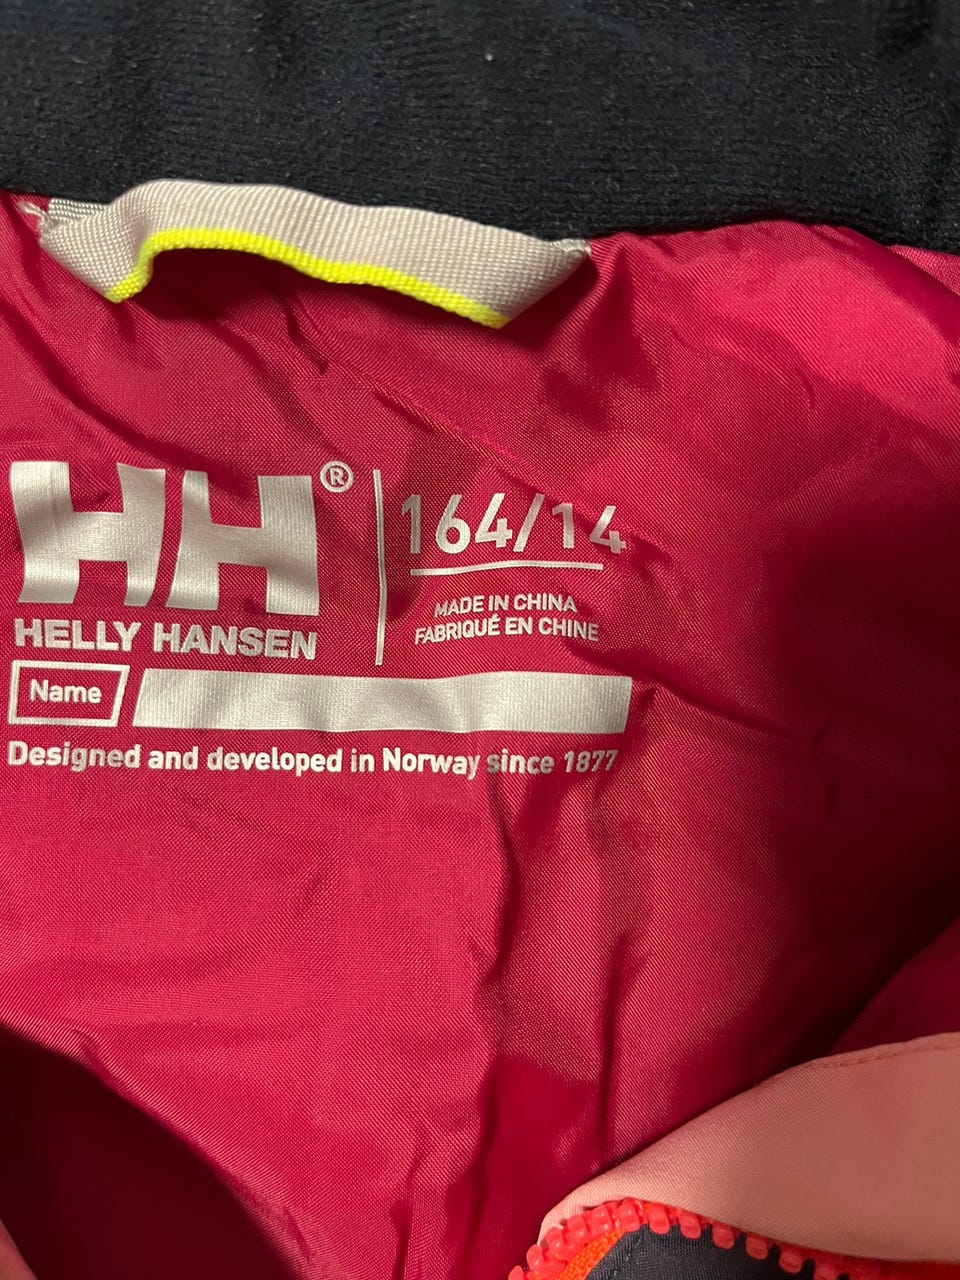 HH®
HELLY HANSEN
164/14
MADE IN CHINA
FABRIQUÉ EN CHINE
Name
Designed and developed in Norway since 1877